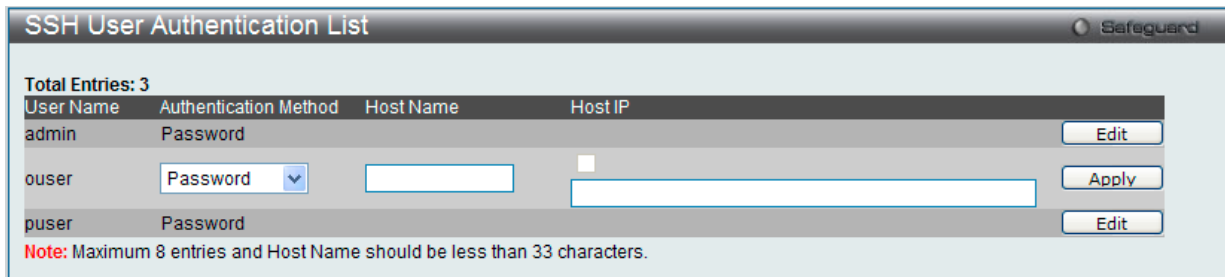 SSH User Authentication List
Safeguard
Total Entries: 3
User Name Authentication Method Host Name Host IP
admin Password Edit
ouser Password Apply
puser Password Edit
Note: Maximum 8 entries and Host Name should be less than 33 characters.